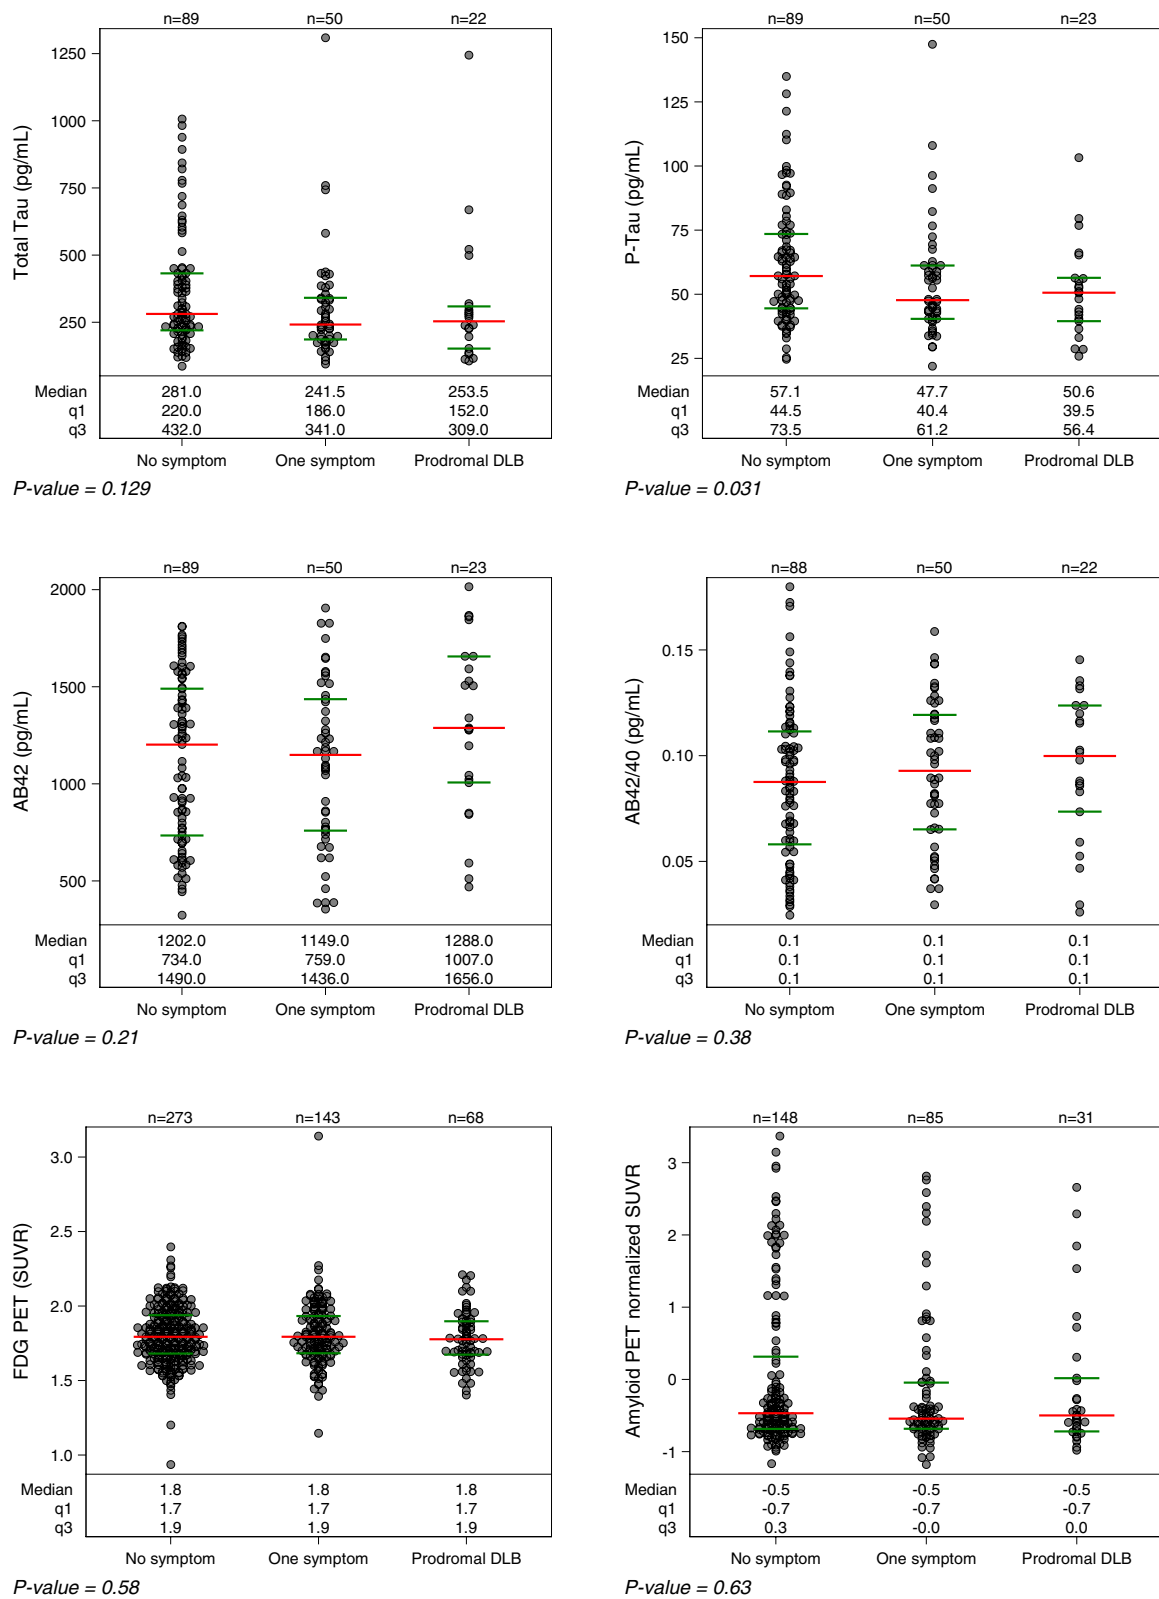 n=89 n=50 n=22
Total Tau (pg/mL)
1250
1000
750
500
250
Median 281.0 241.5 253.5
q1 220.0 186.0 152.0
q3 432.0 341.0 309.0
No symptom One symptom Prodromal DLB
P-value = 0.129
n=89 n=50 n=23
P-Tau (pg/mL)
150
125
100
75
50
25
Median 57.1 47.7 50.6
q1 44.5 40.4 39.5
q3 73.5 61.2 56.4
No symptom One symptom Prodromal DLB
P-value = 0.031
n=89 n=50 n=23
AB42 (pg/mL)
2000
1500
1000
500
Median 1202.0 1149.0 1288.0
q1 734.0 759.0 1007.0
q3 1490.0 1436.0 1656.0
No symptom One symptom Prodromal DLB
P-value = 0.21
n=88 n=50 n=22
AB42/40 (pg/mL)
0.15
0.10
0.05
Median 0.1 0.1 0.1
q1 0.1 0.1 0.1
q3 0.1 0.1 0.1
No symptom One symptom Prodromal DLB
P-value = 0.38
n=273 n=143 n=68
FDG PET (SUVR)
3.0
2.5
2.0
1.5
1.0
Median 1.8 1.8 1.8
q1 1.7 1.7 1.7
q3 1.9 1.9 1.9
No symptom One symptom Prodromal DLB
P-value = 0.58
n=148 n=85 n=31
Amyloid PET normalized SUVR
3
2
1
0
-1
Median -0.5 -0.5 -0.5
q1 -0.7 -0.7 -0.7
q3 0.3 -0.0 0.0
No symptom One symptom Prodromal DLB
P-value = 0.63